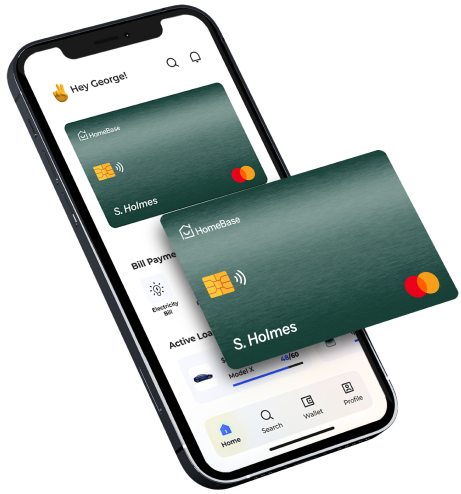 Hey George!
HomeBase
S. Holmes
HomeBase
S. Holmes
Bill Payme
Electricity
Bill
Active Loa
Model X
48/60
Home
Search
Wallet
Profile